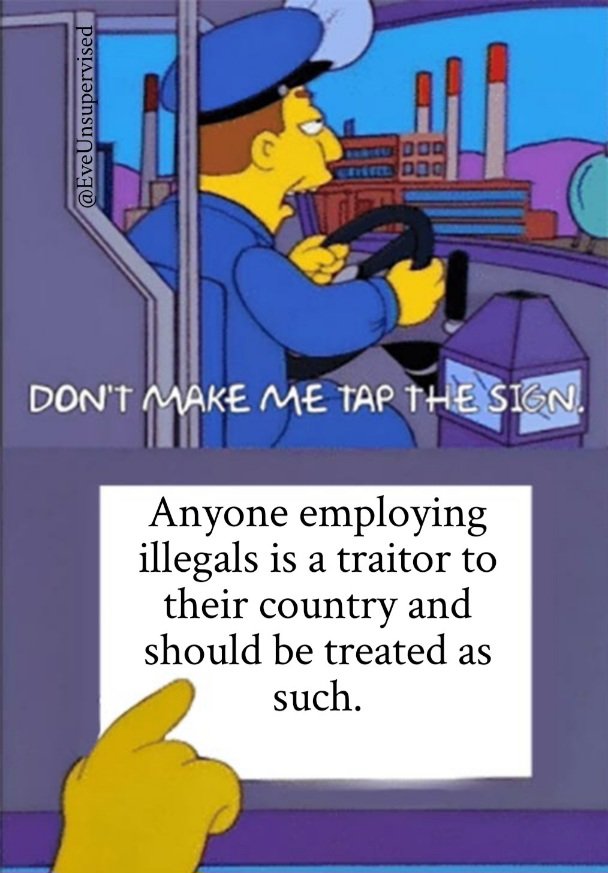 @EveUnsupervised
DON'T MAKE ME TAP THE SIGN.
Anyone employing
illegals is a traitor to
their country and
should be treated as
such.